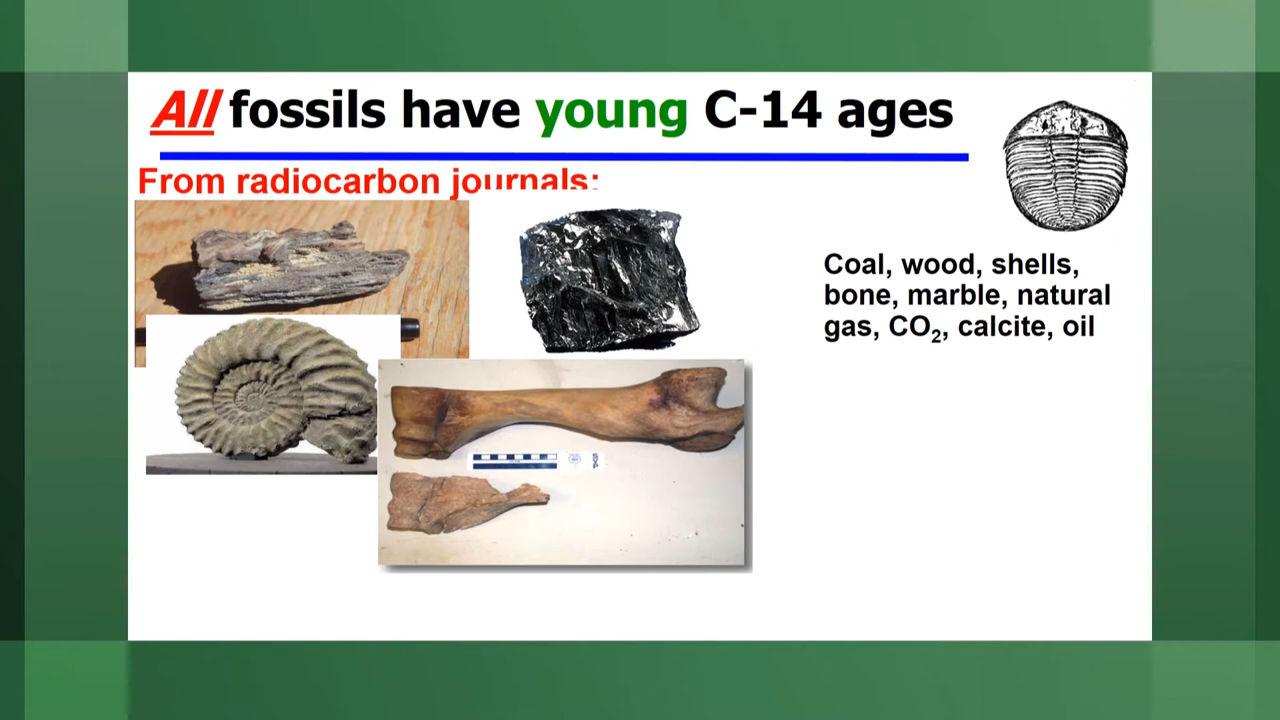 All fossils have young C-14 ages
From radiocarbon journals:
Coal, wood, shells,
bone, marble, natural
gas, CO₂, calcite, oil